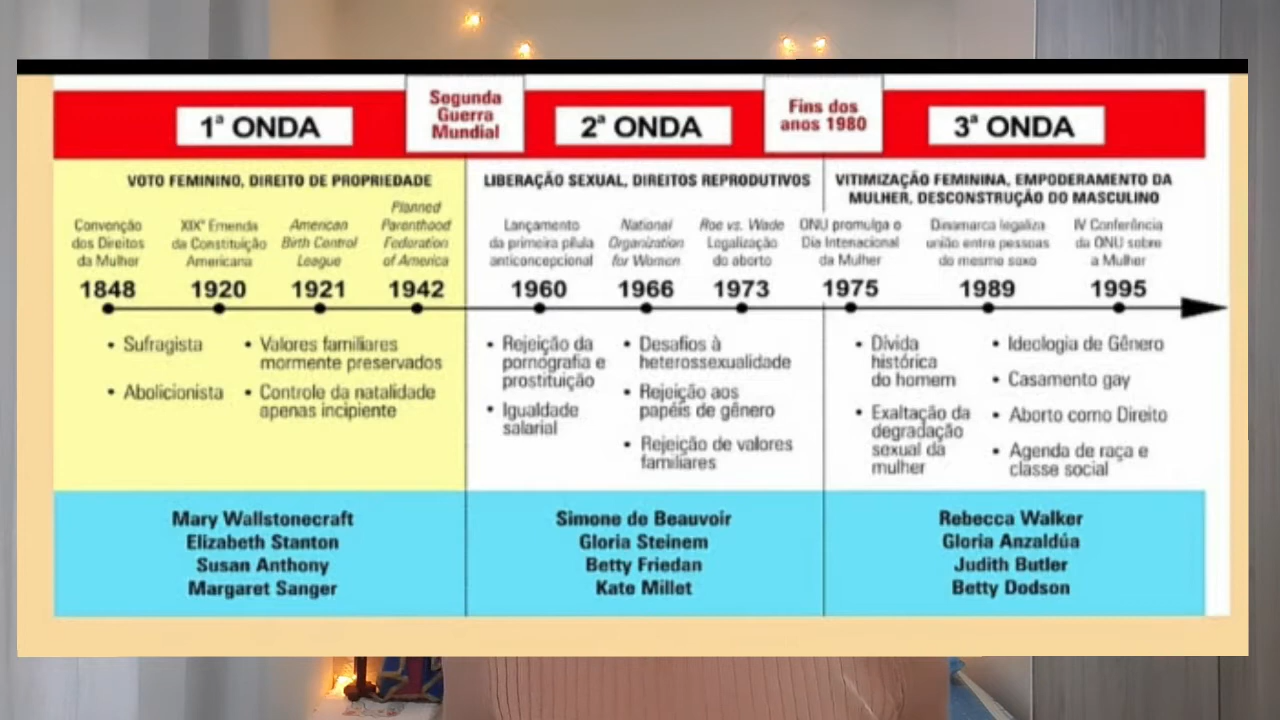 1ª ONDA
Segunda
Guerra
Mundial
2ª ONDA
Fins dos
anos 1980
3ª ONDA
VOTO FEMININO, DIREITO DE PROPRIEDADE
Convenção
dos Direitos
da Mulher
1848
XIXª Emenda
da Constituição
Americana
1920
American
Birth Control
League
1921
Planned
Parenthood
Federation
of America
1942
• Sufragista
• Abolicionista
• Valores familiares
mormente preservados
• Controle da natalidade
apenas incipiente
LIBERAÇÃO SEXUAL, DIREITOS REPRODUTIVOS
Lançamento
da primeira pílula
anticoncepcional
1960
National
Organization
for Women
1966
Roe vs. Wade
Legalização
do aborto
1973
• Rejeição da
pornografia e
prostituição
• Igualdade
salarial
• Desafios à
heterossexualidade
• Rejeição aos
papéis de gênero
• Rejeição de valores
familiares
VITIMIZAÇÃO FEMININA, EMPODERAMENTO DA
MULHER, DESCONSTRUÇÃO DO MASCULINO
ONU promulga o
Dia Intenacional
da Mulher
1975
Dinamarca legaliza
união entre pessoas
do mesmo sexo
1989
IV Conferência
da ONU sobre
a Mulher
1995
• Dívida
histórica
do homem
• Exaltação da
degradação
sexual da
mulher
• Ideologia de Gênero
• Casamento gay
• Aborto como Direito
• Agenda de raça e
classe social
Mary Wallstonecraft
Elizabeth Stanton
Susan Anthony
Margaret Sanger
Simone de Beauvoir
Gloria Steinem
Betty Friedan
Kate Millet
Rebecca Walker
Gloria Anzaldúa
Judith Butler
Betty Dodson